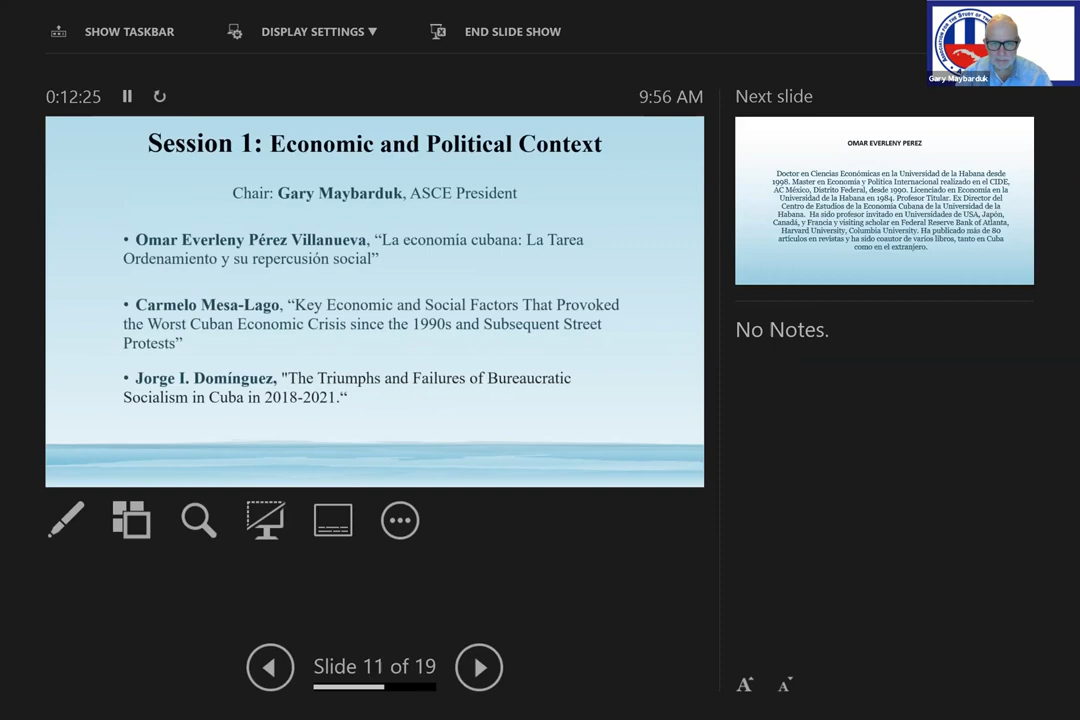 SHOW TASKBAR
DISPLAY SETTINGS ▼
END SLIDE SHOW
ASSOCIATION FOR THE STUDY OF THE
Gary Maybarduk
0:12:25
9:56 AM
Next slide
Session 1: Economic and Political Context
Chair: Gary Maybarduk, ASCE President
• Omar Everleny Pérez Villanueva, “La economía cubana: La Tarea
Ordenamiento y su repercusión social”
• Carmelo Mesa-Lago, “Key Economic and Social Factors That Provoked
the Worst Cuban Economic Crisis since the 1990s and Subsequent Street
Protests”
• Jorge I. Domínguez, "The Triumphs and Failures of Bureaucratic
Socialism in Cuba in 2018-2021.“
OMAR EVERLENY PEREZ
Doctor en Ciencias Económicas en la Universidad de la Habana desde
1998. Master en Economía y Política Internacional realizado en el CIDE,
AC México, Distrito Federal, desde 1990. Licenciado en Economía en la
Universidad de la Habana en 1984. Profesor Titular. Ex Director del
Centro de Estudios de la Economía Cubana de la Universidad de la
Habana. Ha sido profesor invitado en Universidades de USA, Japón,
Canadá, y Francia y visiting scholar en Federal Reserve Bank of Atlanta,
Harvard University, Columbia University. Ha publicado más de 80
artículos en revistas y ha sido coautor de varios libros, tanto en Cuba
como en el extranjero.
No Notes.
Slide 11 of 19
A A